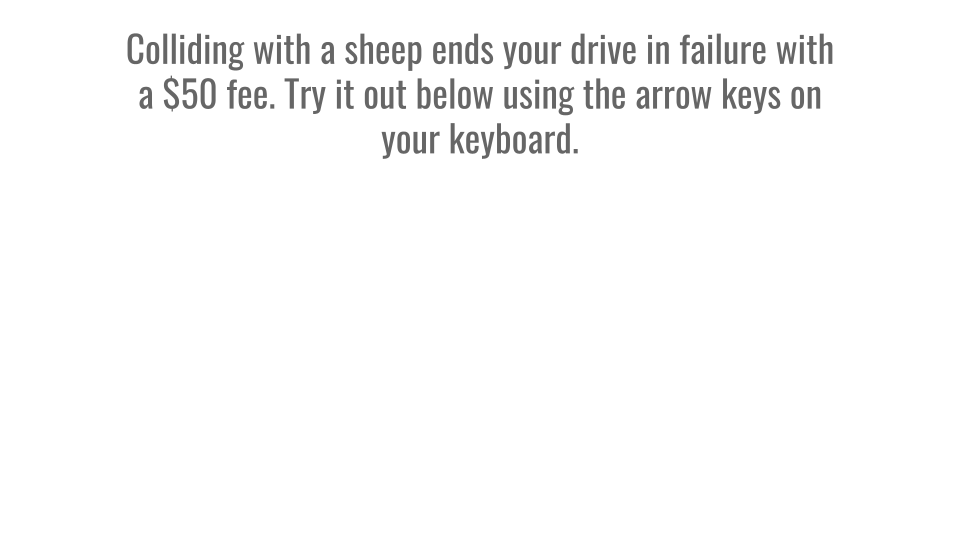 Colliding with a sheep ends your drive in failure with
a $50 fee. Try it out below using the arrow keys on
your keyboard.